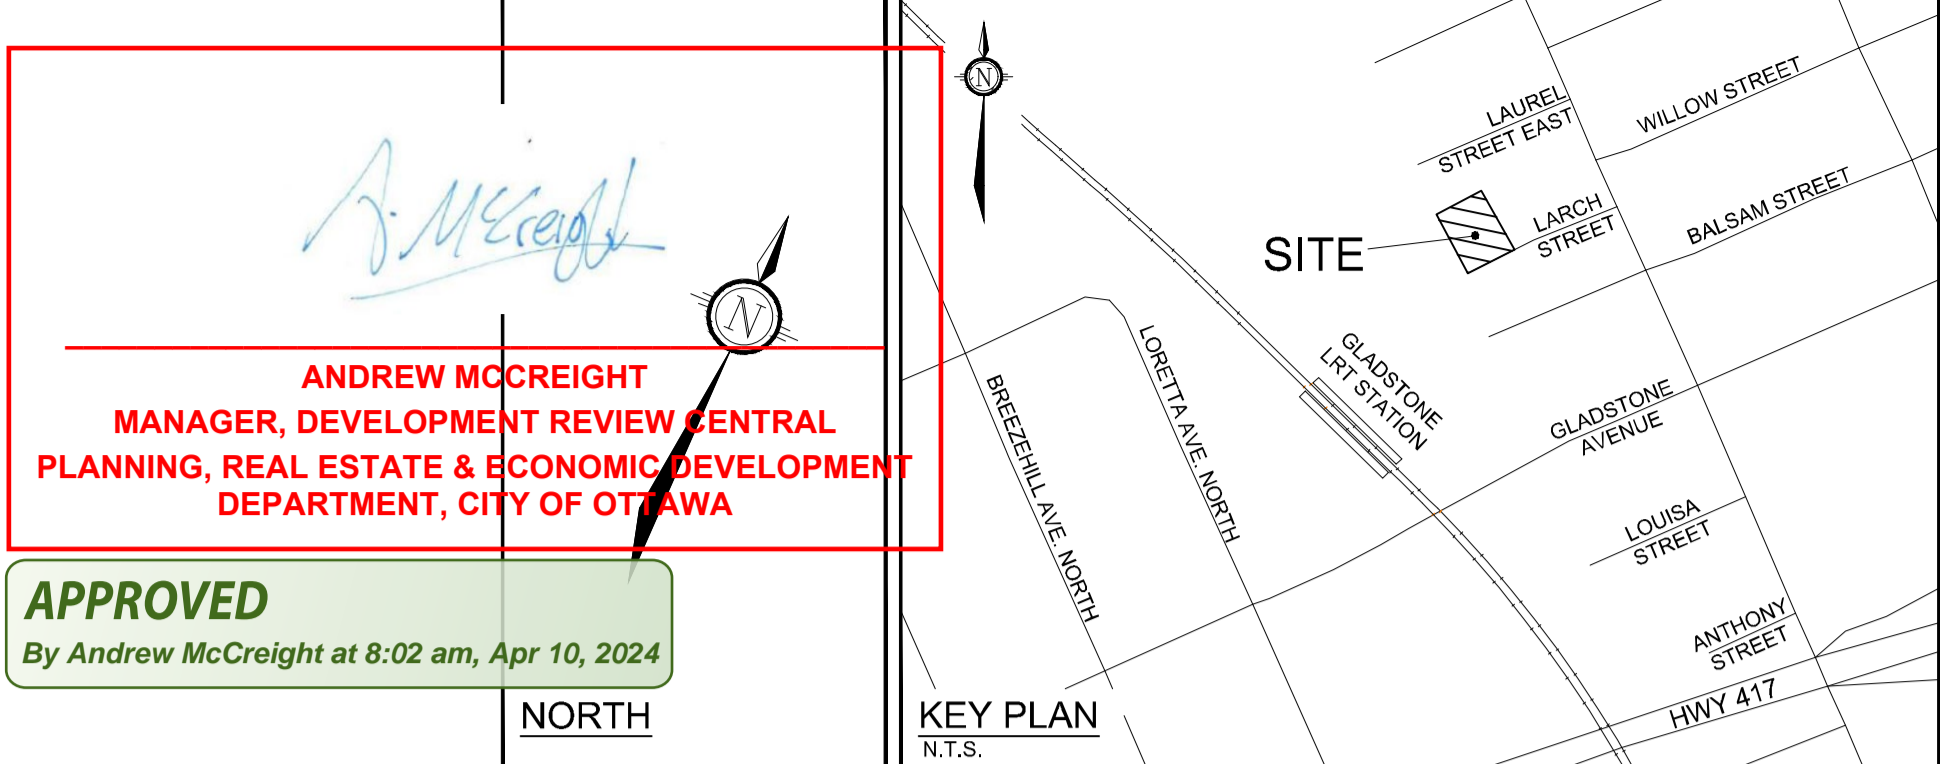 A. McCreight
N
ANDREW MCCREIGHT
MANAGER, DEVELOPMENT REVIEW CENTRAL
PLANNING, REAL ESTATE & ECONOMIC DEVELOPMENT
DEPARTMENT, CITY OF OTTAWA
APPROVED
By Andrew McCreight at 8:02 am, Apr 10, 2024
NORTH
N
LAUREL
STREET EAST
WILLOW STREET
LARCH
STREET
BALSAM STREET
SITE
GLADSTONE
LRT STATION
LORETTA AVE. NORTH
BREEZEHILL AVE. NORTH
GLADSTONE
AVENUE
LOUISA
STREET
ANTHONY
STREET
HWY 417
KEY PLAN
N.T.S.